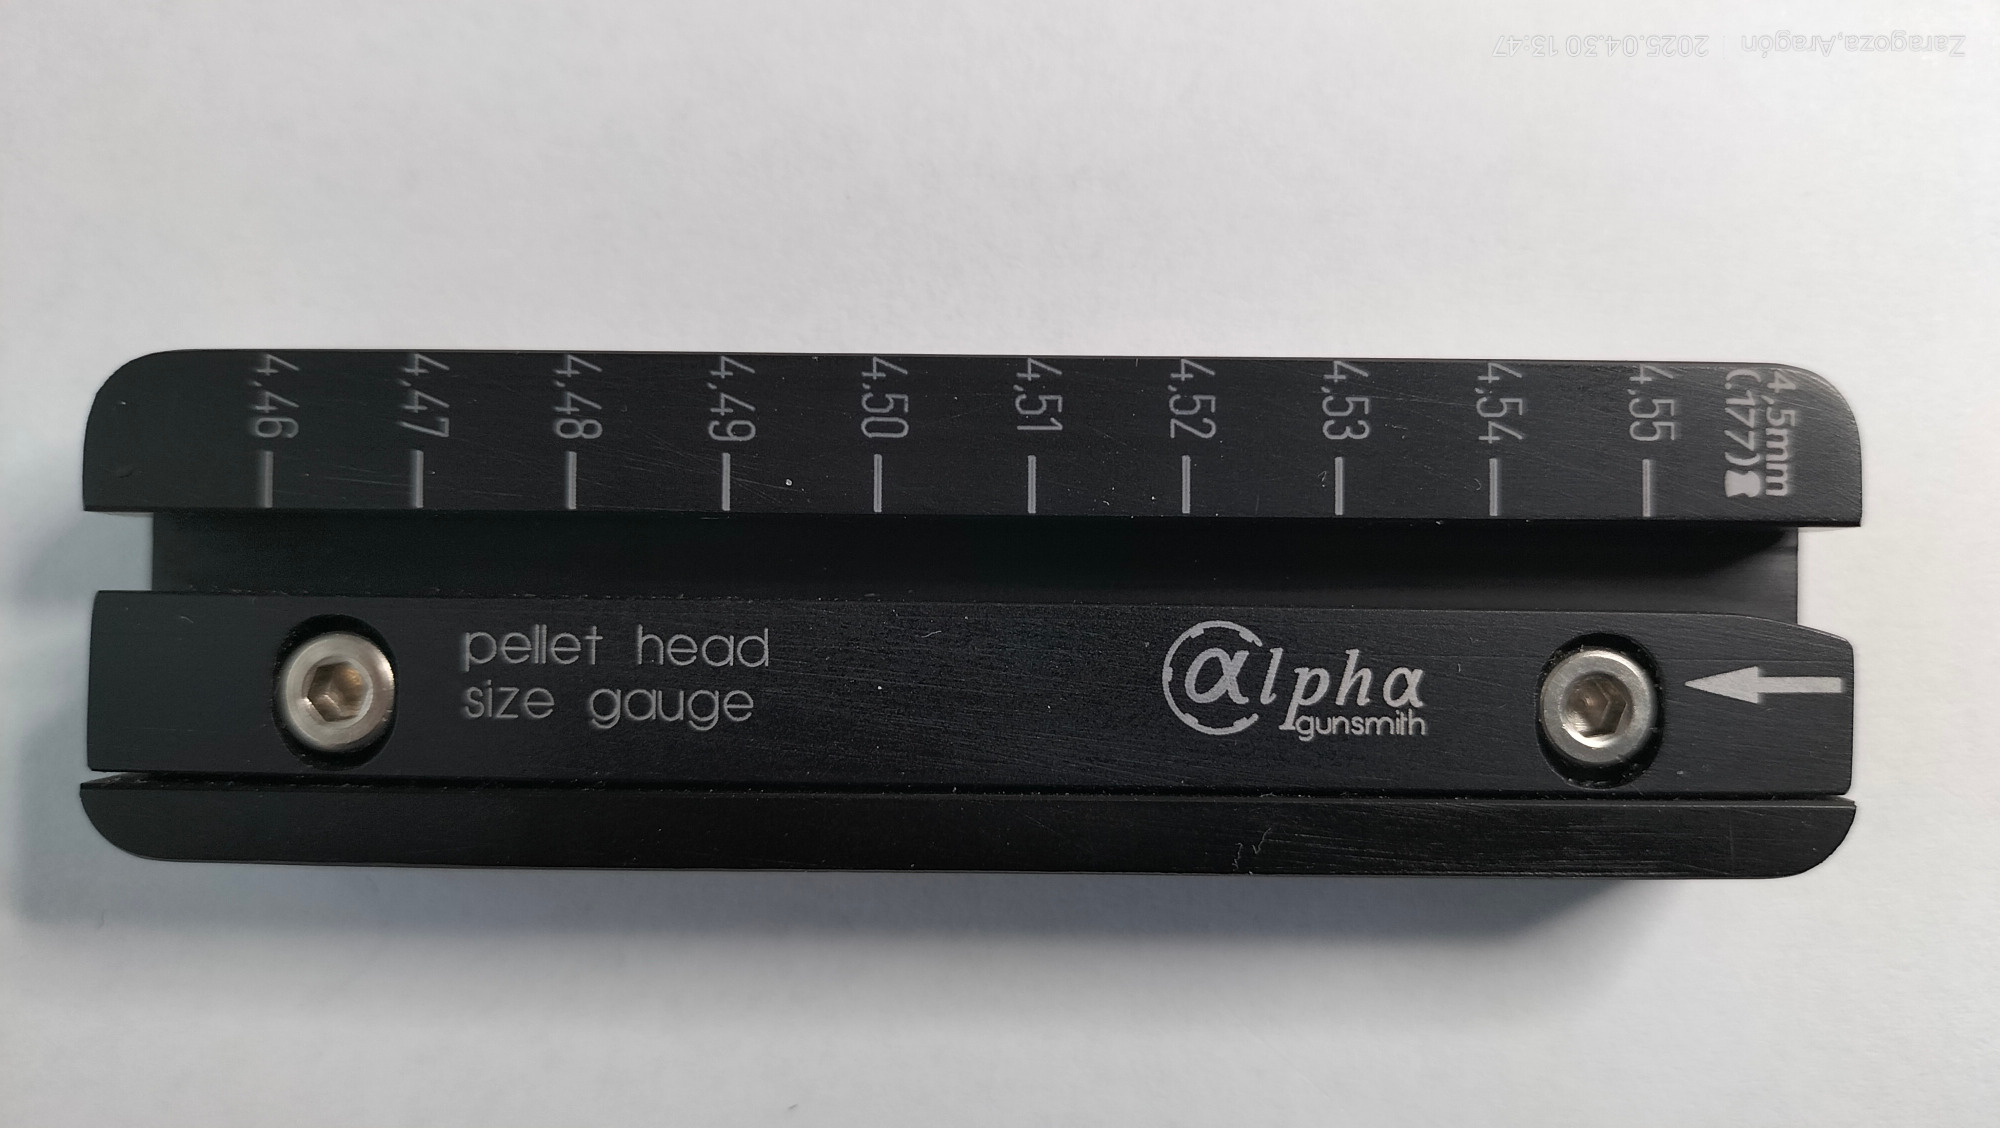 Zaragoza,Aragón | 2025.04.30 13:47
4,46
4,47
4,48
4,49
4,50
4,51
4,52
4,53
4,54
4,55
4,5mm
(.177)
pellet head
size gauge
αlphα
gunsmith